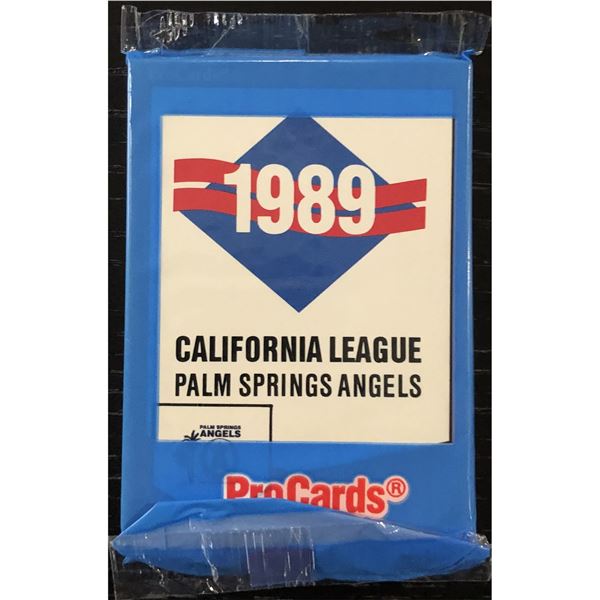 1989
CALIFORNIA LEAGUE
PALM SPRINGS ANGELS
PALM SPRINGS
ANGELS
ProCards®